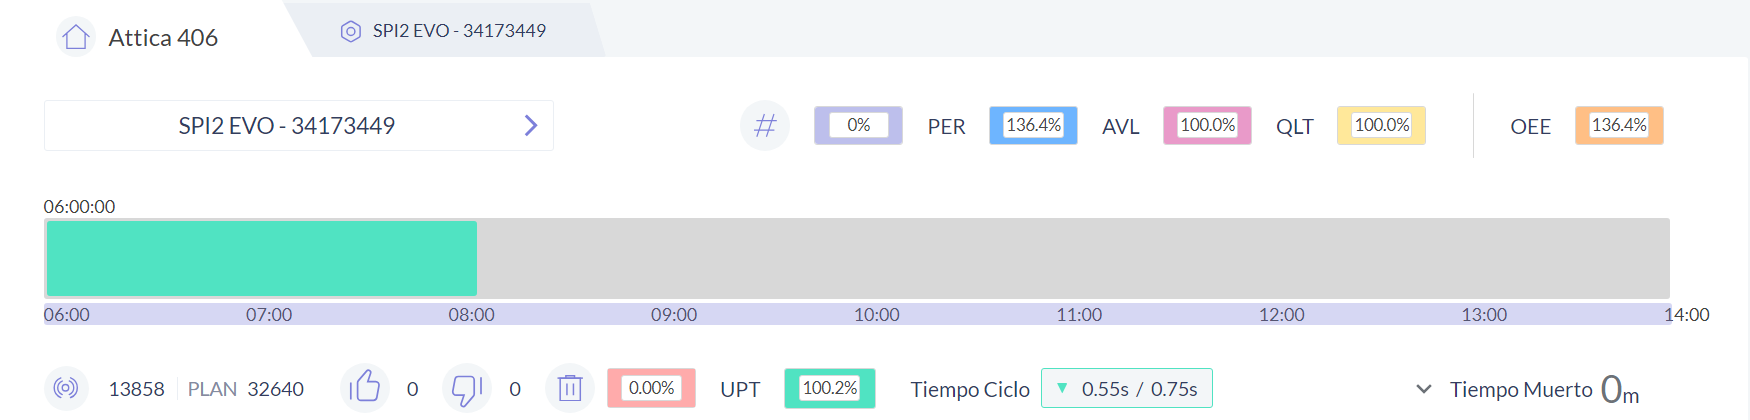 Attica 406
SPI2 EVO - 34173449
SPI2 EVO - 34173449
# 0% PER 136.4% AVL 100.0% QLT 100.0% OEE 136.4%
06:00:00
06:00 07:00 08:00 09:00 10:00 11:00 12:00 13:00 14:00
13858 PLAN 32640 0 0 0.00% UPT 100.2% Tiempo Ciclo ▼ 0.55s / 0.75s Tiempo Muerto 0m